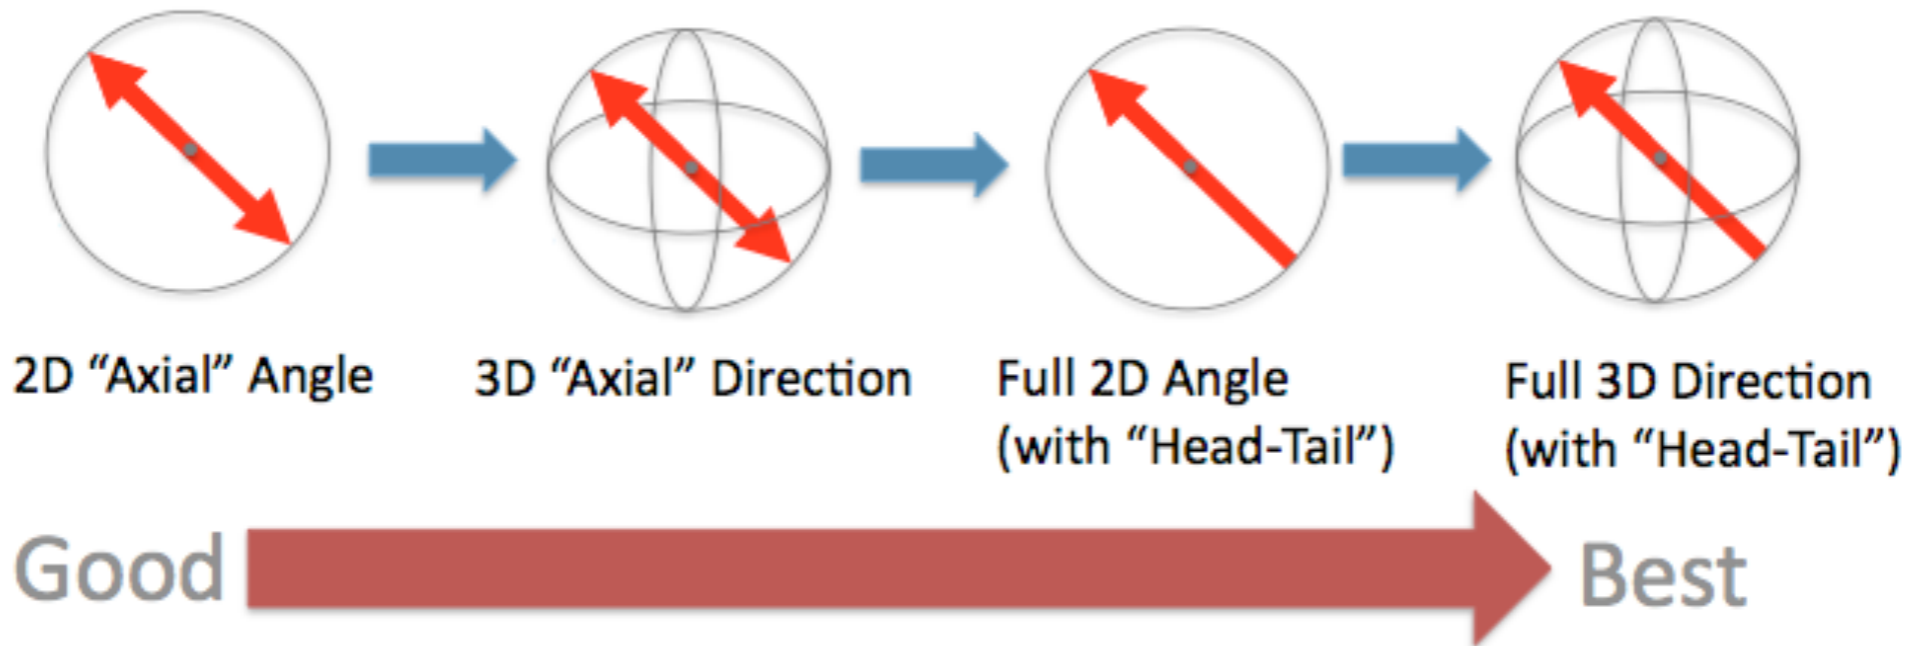 2D “Axial” Angle
3D “Axial” Direction
Full 2D Angle
(with “Head-Tail”)
Full 3D Direction
(with “Head-Tail”)
Good
Best